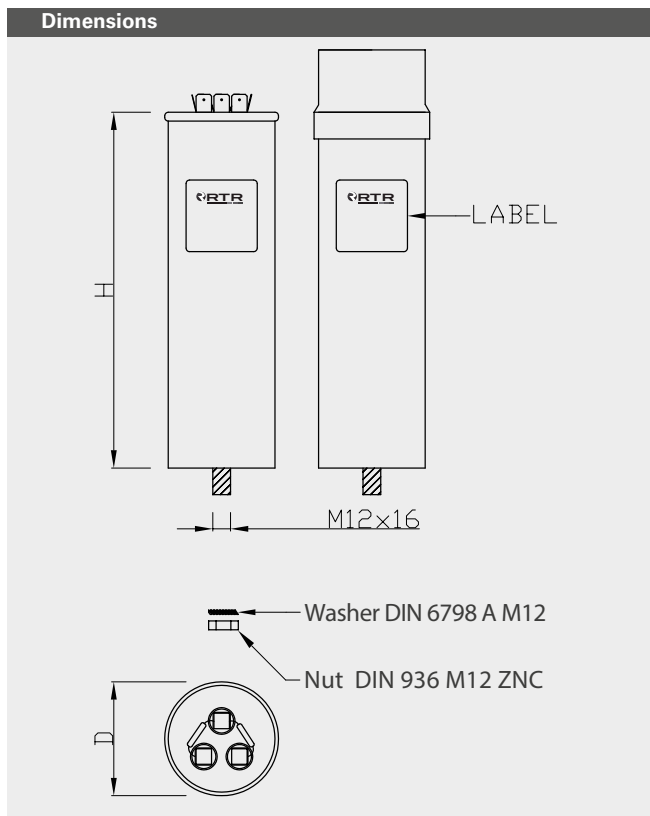 Dimensions
RTR
RTR
LABEL
H
M12x16
Washer DIN 6798 A M12
Nut DIN 936 M12 ZNC
D